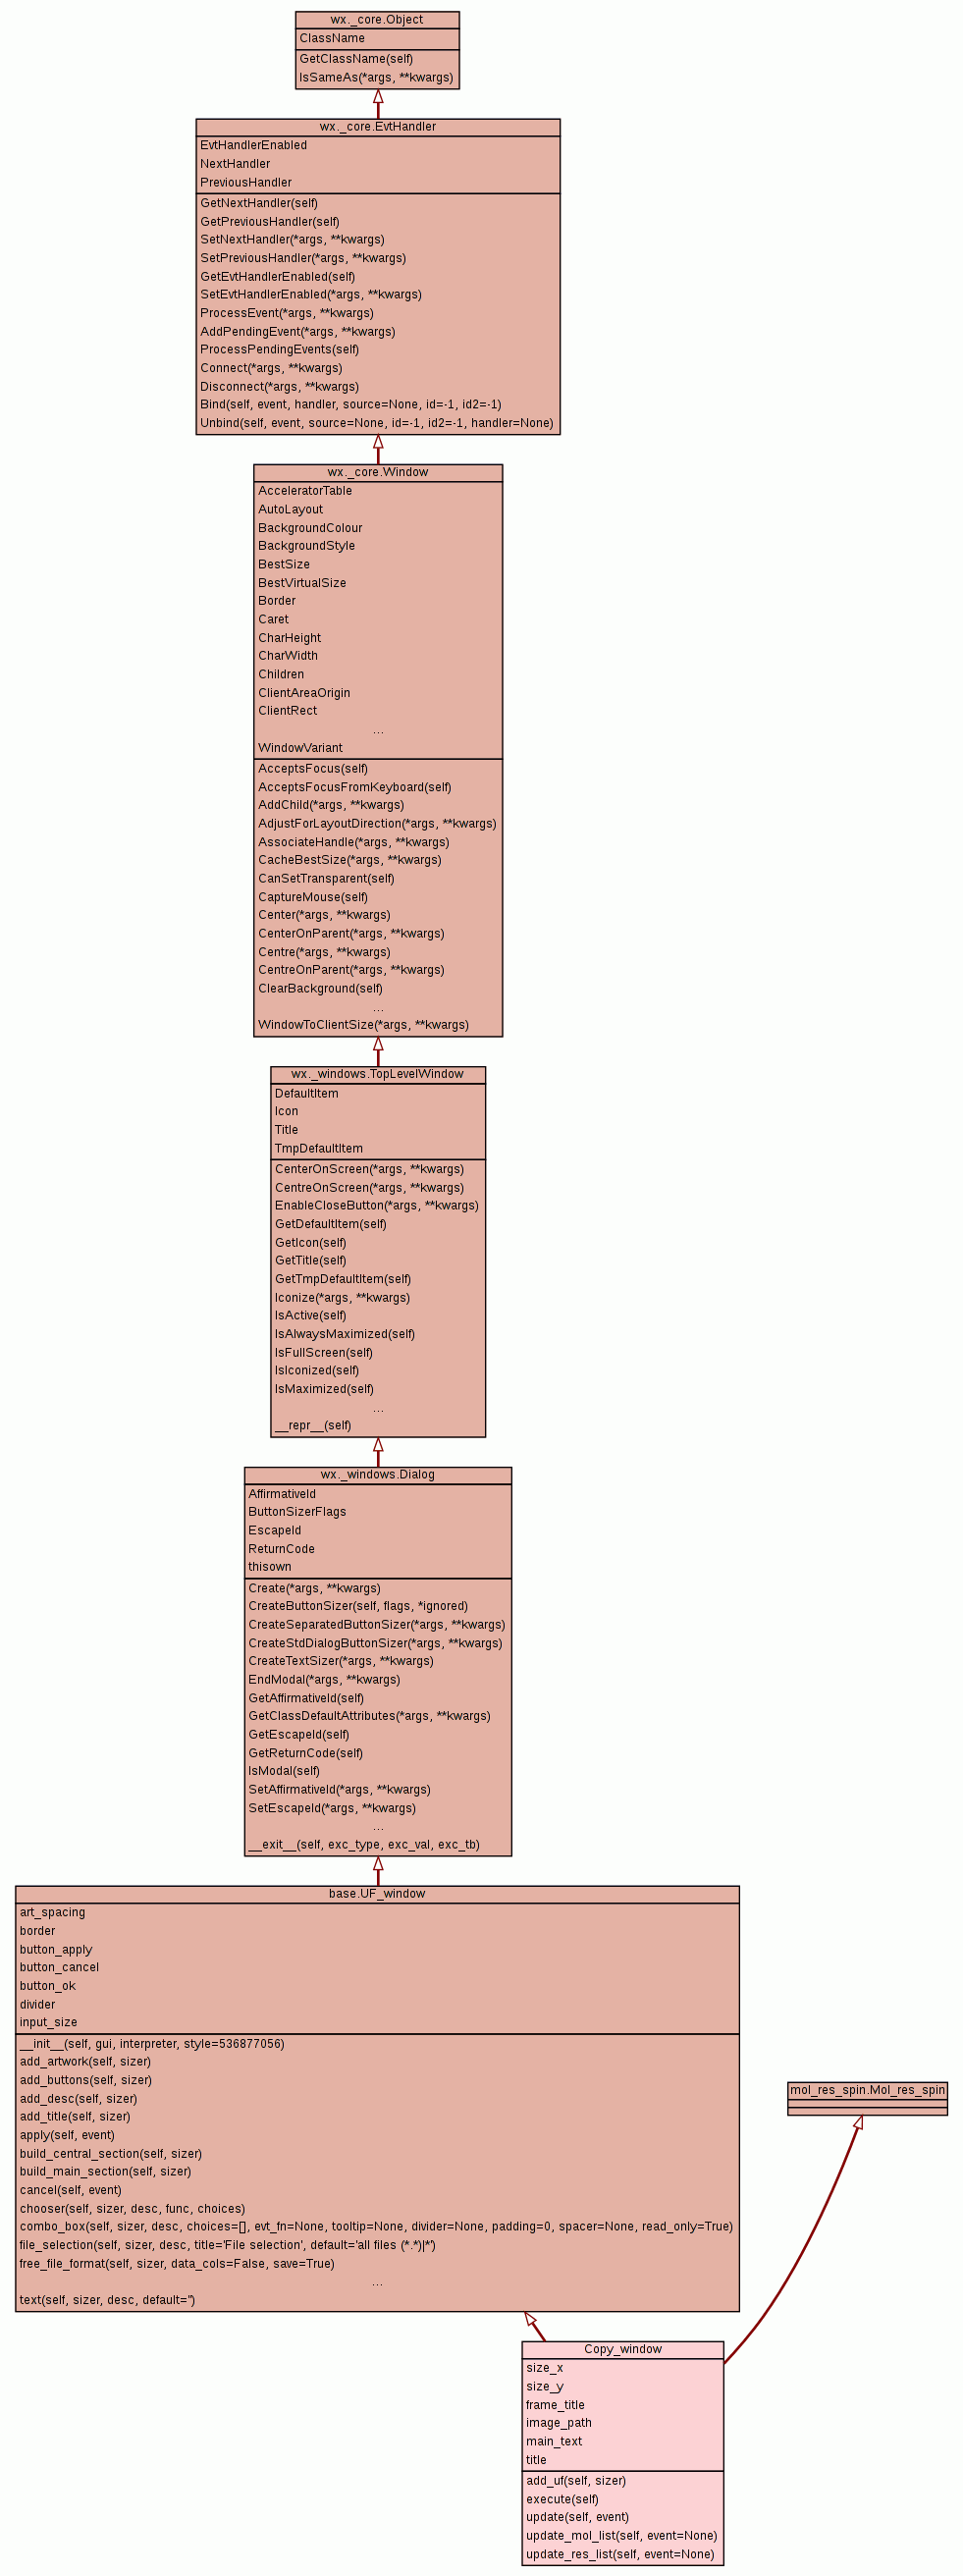 wx._core.Object
ClassName
GetClassName(self)
IsSameAs(*args, **kwargs)
wx._core.EvtHandler
EvtHandlerEnabled
NextHandler
PreviousHandler
GetNextHandler(self)
GetPreviousHandler(self)
SetNextHandler(*args, **kwargs)
SetPreviousHandler(*args, **kwargs)
GetEvtHandlerEnabled(self)
SetEvtHandlerEnabled(*args, **kwargs)
ProcessEvent(*args, **kwargs)
AddPendingEvent(*args, **kwargs)
ProcessPendingEvents(self)
Connect(*args, **kwargs)
Disconnect(*args, **kwargs)
Bind(self, event, handler, source=None, id=-1, id2=-1)
Unbind(self, event, source=None, id=-1, id2=-1, handler=None)
wx._core.Window
AcceleratorTable
AutoLayout
BackgroundColour
BackgroundStyle
BestSize
BestVirtualSize
Border
Caret
CharHeight
CharWidth
Children
ClientAreaOrigin
ClientRect
...
WindowVariant
AcceptsFocus(self)
AcceptsFocusFromKeyboard(self)
AddChild(*args, **kwargs)
AdjustForLayoutDirection(*args, **kwargs)
AssociateHandle(*args, **kwargs)
CacheBestSize(*args, **kwargs)
CanSetTransparent(self)
CaptureMouse(self)
Center(*args, **kwargs)
CenterOnParent(*args, **kwargs)
Centre(*args, **kwargs)
CentreOnParent(*args, **kwargs)
ClearBackground(self)
...
WindowToClientSize(*args, **kwargs)
wx._windows.TopLevelWindow
DefaultItem
Icon
Title
TmpDefaultItem
CenterOnScreen(*args, **kwargs)
CentreOnScreen(*args, **kwargs)
EnableCloseButton(*args, **kwargs)
GetDefaultItem(self)
GetIcon(self)
GetTitle(self)
GetTmpDefaultItem(self)
Iconize(*args, **kwargs)
IsActive(self)
IsAlwaysMaximized(self)
IsFullScreen(self)
IsIconized(self)
IsMaximized(self)
...
__repr__(self)
wx._windows.Dialog
AffirmativeId
ButtonSizerFlags
EscapeId
ReturnCode
thisown
Create(*args, **kwargs)
CreateButtonSizer(self, flags, *ignored)
CreateSeparatedButtonSizer(*args, **kwargs)
CreateStdDialogButtonSizer(*args, **kwargs)
CreateTextSizer(*args, **kwargs)
EndModal(*args, **kwargs)
GetAffirmativeId(self)
GetClassDefaultAttributes(*args, **kwargs)
GetEscapeId(self)
GetReturnCode(self)
IsModal(self)
SetAffirmativeId(*args, **kwargs)
SetEscapeId(*args, **kwargs)
...
__exit__(self, exc_type, exc_val, exc_tb)
base.UF_window
art_spacing
border
button_apply
button_cancel
button_ok
divider
input_size
__init__(self, gui, interpreter, style=536877056)
add_artwork(self, sizer)
add_buttons(self, sizer)
add_desc(self, sizer)
add_title(self, sizer)
apply(self, event)
build_central_section(self, sizer)
build_main_section(self, sizer)
cancel(self, event)
chooser(self, sizer, desc, func, choices)
combo_box(self, sizer, desc, choices=[], evt_fn=None, tooltip=None, divider=None, padding=0, spacer=None, read_only=True)
file_selection(self, sizer, desc, title='File selection', default='all files (*.*)|*')
free_file_format(self, sizer, data_cols=False, save=True)
...
text(self, sizer, desc, default='')
mol_res_spin.Mol_res_spin
Copy_window
size_x
size_y
frame_title
image_path
main_text
title
add_uf(self, sizer)
execute(self)
update(self, event)
update_mol_list(self, event=None)
update_res_list(self, event=None)